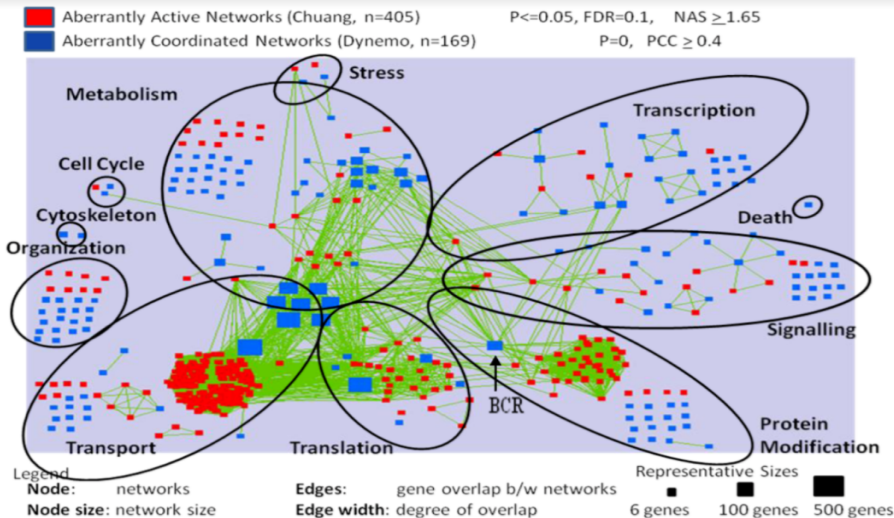 Aberrantly Active Networks (Chuang, n=405) P<=0.05, FDR=0.1, NAS ≥1.65
Aberrantly Coordinated Networks (Dynemo, n=169) P=0, PCC ≥ 0.4
Stress
Metabolism
Transcription
Cell Cycle
Cytoskeleton
Death
Organization
Signalling
BCR
Protein
Modification
Transport
Translation
Legend
Node: networks
Node size: network size
Edges: gene overlap b/w networks
Edge width: degree of overlap
Representative Sizes
6 genes 100 genes 500 genes